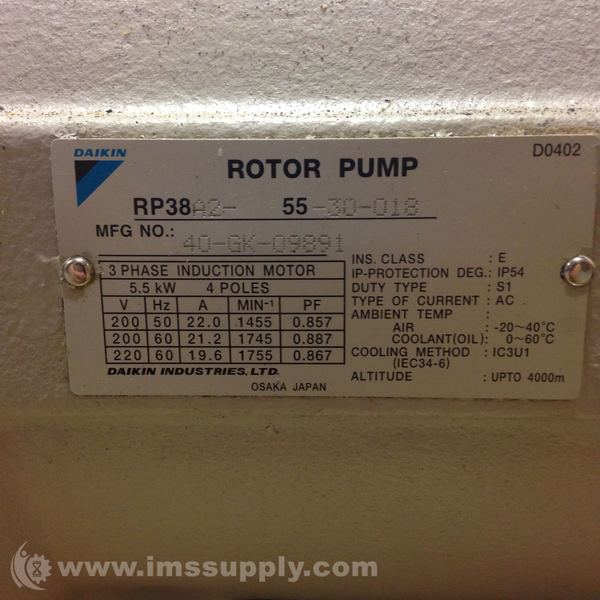 DAIKIN
ROTOR PUMP
D0402
RP38A2- 55-30-018
MFG NO.: 40-GK-09891
3 PHASE INDUCTION MOTOR
5.5 kW 4 POLES
V Hz A MIN⁻¹ PF
200 50 22.0 1455 0.857
200 60 21.2 1745 0.887
220 60 19.6 1755 0.867
DAIKIN INDUSTRIES, LTD.
OSAKA JAPAN
INS. CLASS : E
IP-PROTECTION DEG.: IP54
DUTY TYPE : S1
TYPE OF CURRENT : AC
AMBIENT TEMP :
AIR : -20~40°C
COOLANT(OIL): 0~60°C
COOLING METHOD : IC3U1
(IEC34-6)
ALTITUDE : UPTO 4000m
www.imssupply.com